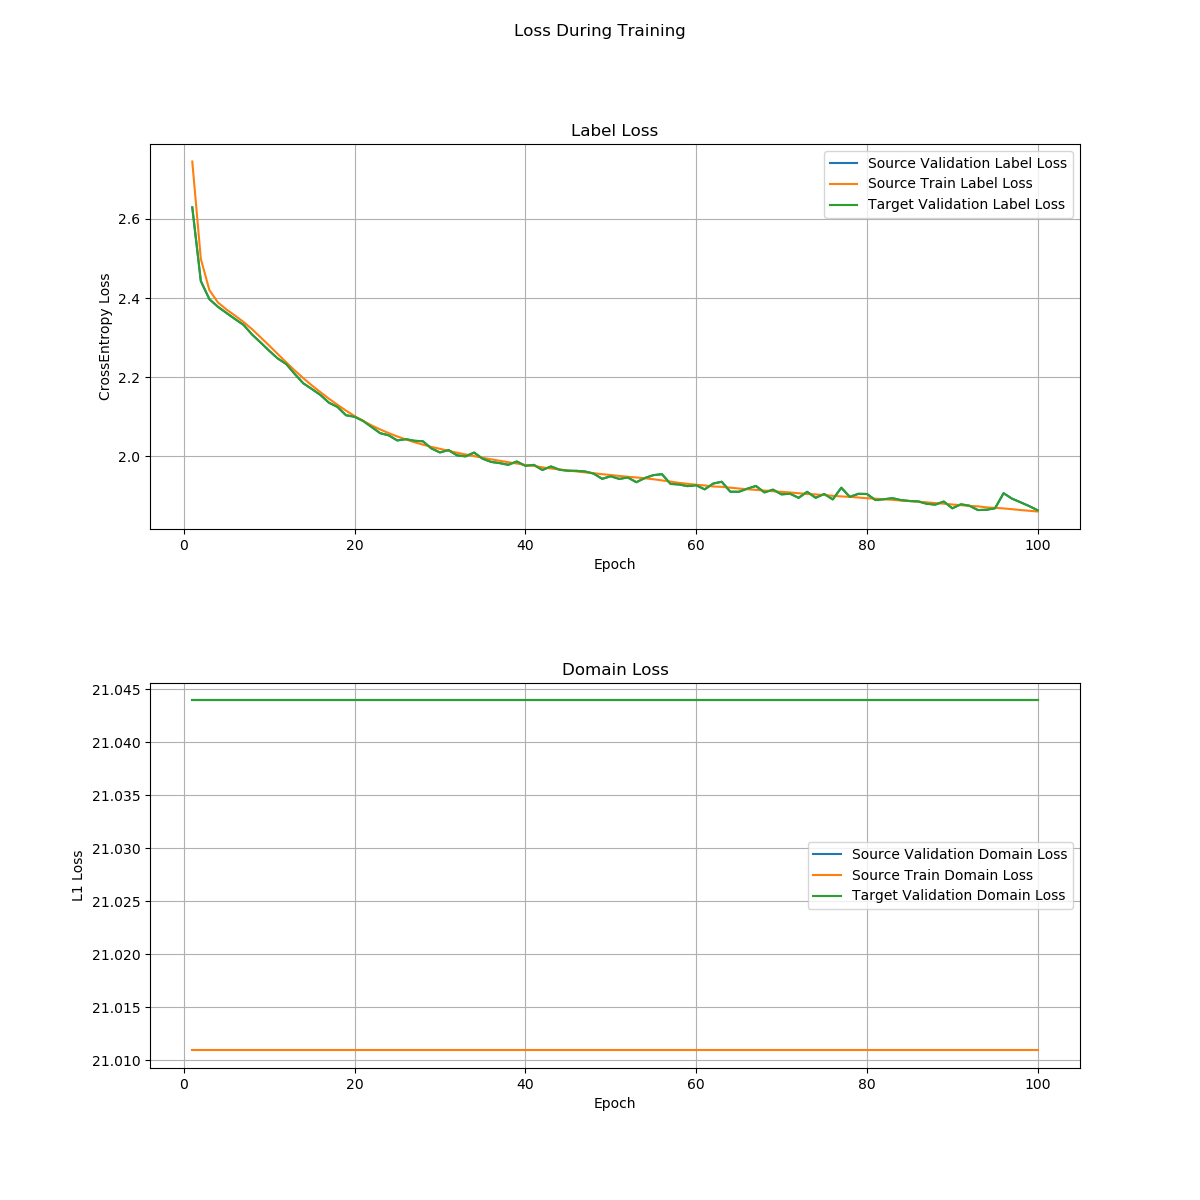 Loss During Training
Label Loss
Source Validation Label Loss
Source Train Label Loss
Target Validation Label Loss
CrossEntropy Loss
2.6
2.4
2.2
2.0
0 20 40 60 80 100
Epoch
Domain Loss
Source Validation Domain Loss
Source Train Domain Loss
Target Validation Domain Loss
L1 Loss
21.045
21.040
21.035
21.030
21.025
21.020
21.015
21.010
0 20 40 60 80 100
Epoch